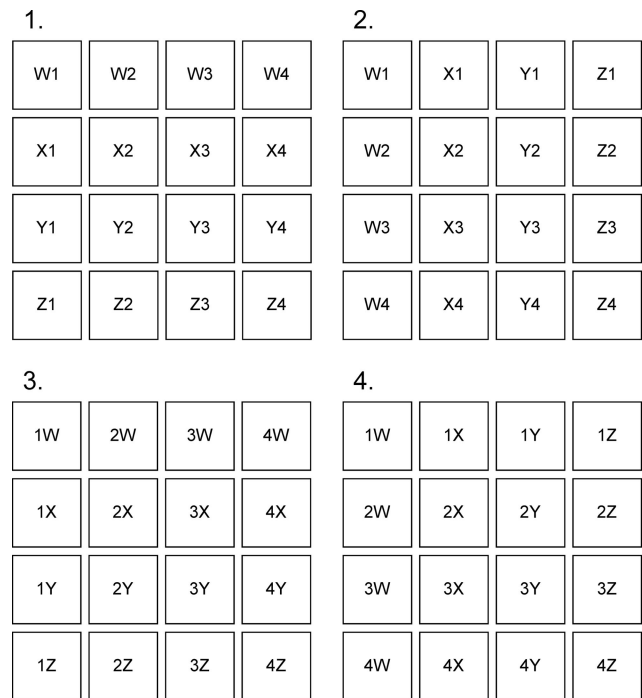 1.
W1 W2 W3 W4
X1 X2 X3 X4
Y1 Y2 Y3 Y4
Z1 Z2 Z3 Z4
2.
W1 X1 Y1 Z1
W2 X2 Y2 Z2
W3 X3 Y3 Z3
W4 X4 Y4 Z4
3.
1W 2W 3W 4W
1X 2X 3X 4X
1Y 2Y 3Y 4Y
1Z 2Z 3Z 4Z
4.
1W 1X 1Y 1Z
2W 2X 2Y 2Z
3W 3X 3Y 3Z
4W 4X 4Y 4Z